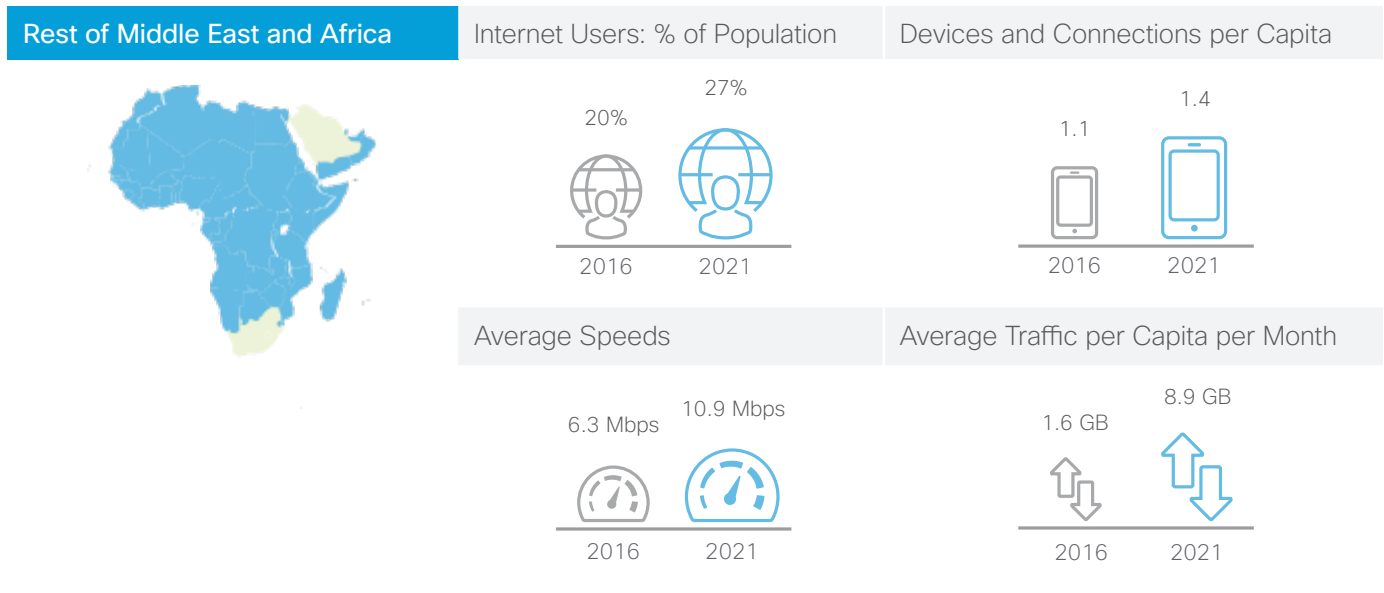 Rest of Middle East and Africa
Internet Users: % of Population
Devices and Connections per Capita
20%
27%
2016
2021
1.1
1.4
2016
2021
Average Speeds
Average Traffic per Capita per Month
6.3 Mbps
10.9 Mbps
2016
2021
1.6 GB
8.9 GB
2016
2021